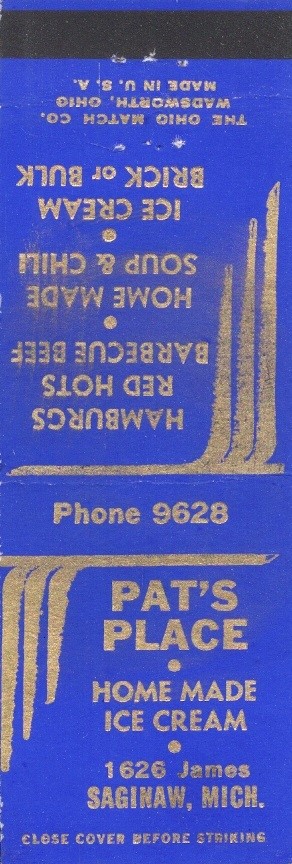 THE OHIO MATCH CO.
WADSWORTH, OHIO
MADE IN U. S. A.
HAMBURGS
RED HOTS
BARBECUE BEEF
HOME MADE
SOUP & CHILI
ICE CREAM
BRICK or BULK
Phone 9628
PAT'S
PLACE
HOME MADE
ICE CREAM
1626 James
SAGINAW, MICH.
CLOSE COVER BEFORE STRIKING